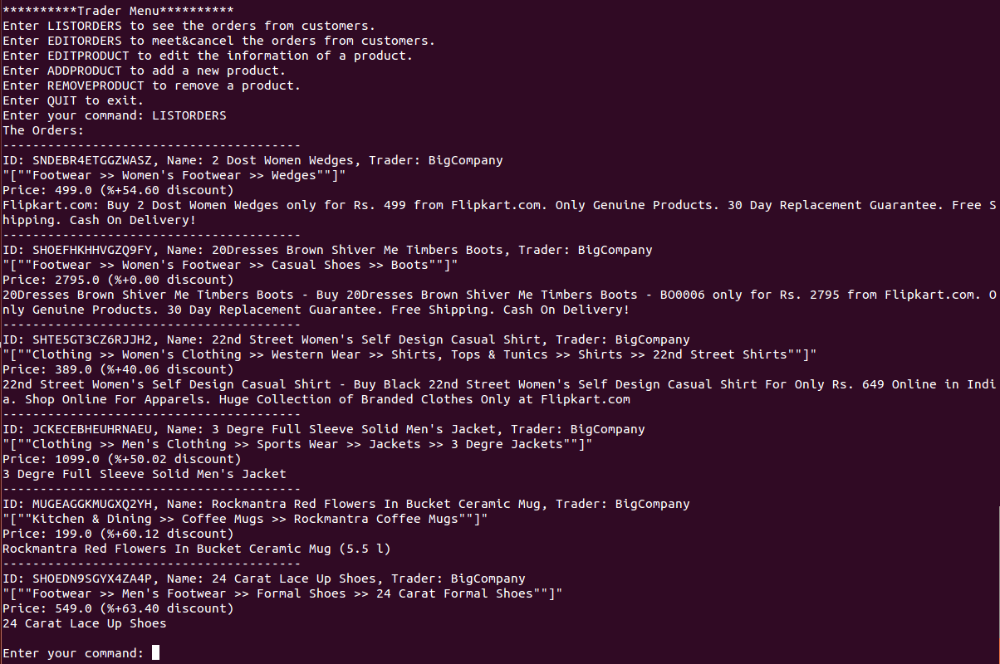 **********Trader Menu**********
Enter LISTORDERS to see the orders from customers.
Enter EDITORDERS to meet&cancel the orders from customers.
Enter EDITPRODUCT to edit the information of a product.
Enter ADDPRODUCT to add a new product.
Enter REMOVEPRODUCT to remove a product.
Enter QUIT to exit.
Enter your command: LISTORDERS
The Orders:
----------------------------------------
ID: SNDEBR4ETGGZWASZ, Name: 2 Dost Women Wedges, Trader: BigCompany
"[""Footwear >> Women's Footwear >> Wedges""]"
Price: 499.0 (%+54.60 discount)
Flipkart.com: Buy 2 Dost Women Wedges only for Rs. 499 from Flipkart.com. Only Genuine Products. 30 Day Replacement Guarantee. Free S
hipping. Cash On Delivery!
----------------------------------------
ID: SHOEFHKHHVGZQ9FY, Name: 20Dresses Brown Shiver Me Timbers Boots, Trader: BigCompany
"[""Footwear >> Women's Footwear >> Casual Shoes >> Boots""]"
Price: 2795.0 (%+0.00 discount)
20Dresses Brown Shiver Me Timbers Boots - Buy 20Dresses Brown Shiver Me Timbers Boots - BO0006 only for Rs. 2795 from Flipkart.com. O
nly Genuine Products. 30 Day Replacement Guarantee. Free Shipping. Cash On Delivery!
----------------------------------------
ID: SHTE5GT3CZ6RJJH2, Name: 22nd Street Women's Self Design Casual Shirt, Trader: BigCompany
"[""Clothing >> Women's Clothing >> Western Wear >> Shirts, Tops & Tunics >> Shirts >> 22nd Street Shirts""]"
Price: 389.0 (%+40.06 discount)
22nd Street Women's Self Design Casual Shirt - Buy Black 22nd Street Women's Self Design Casual Shirt For Only Rs. 649 Online in Indi
a. Shop Online For Apparels. Huge Collection of Branded Clothes Only at Flipkart.com
----------------------------------------
ID: JCKECEBHEUHRNAEU, Name: 3 Degre Full Sleeve Solid Men's Jacket, Trader: BigCompany
"[""Clothing >> Men's Clothing >> Sports Wear >> Jackets >> 3 Degre Jackets""]"
Price: 1099.0 (%+50.02 discount)
3 Degre Full Sleeve Solid Men's Jacket
----------------------------------------
ID: MUGEAGGKMUGXQ2YH, Name: Rockmantra Red Flowers In Bucket Ceramic Mug, Trader: BigCompany
"[""Kitchen & Dining >> Coffee Mugs >> Rockmantra Coffee Mugs""]"
Price: 199.0 (%+60.12 discount)
Rockmantra Red Flowers In Bucket Ceramic Mug (5.5 l)
----------------------------------------
ID: SHOEDN9SGYX4ZA4P, Name: 24 Carat Lace Up Shoes, Trader: BigCompany
"[""Footwear >> Men's Footwear >> Formal Shoes >> 24 Carat Formal Shoes""]"
Price: 549.0 (%+63.40 discount)
24 Carat Lace Up Shoes
Enter your command: